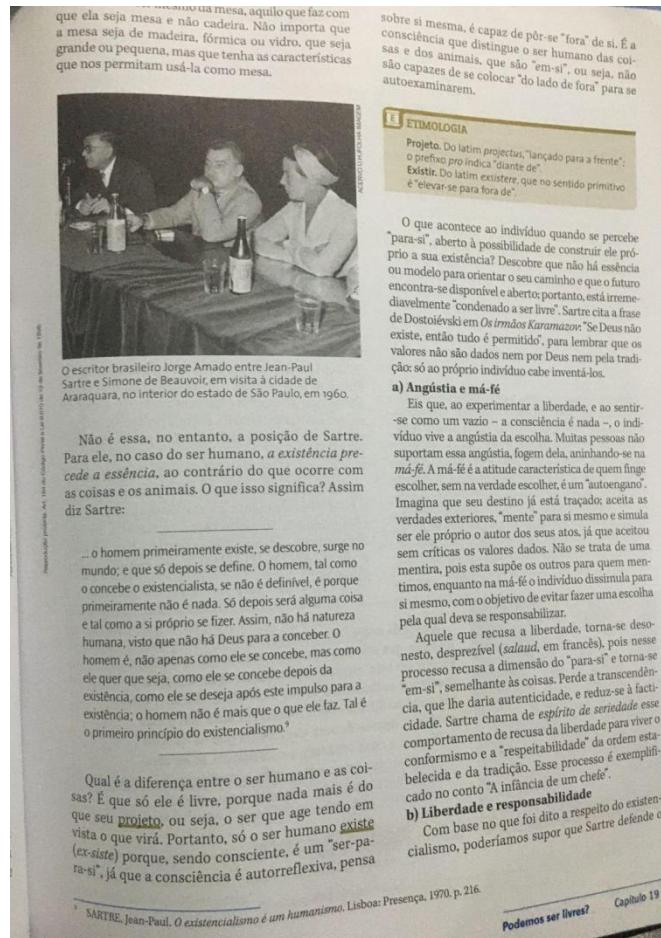 que ela seja mesa e não cadeira. Não importa que
a mesa seja de madeira, fórmica ou vidro, que seja
grande ou pequena, mas que tenha as características
que nos permitam usá-la como mesa.
O escritor brasileiro Jorge Amado entre Jean-Paul
Sartre e Simone de Beauvoir, em visita à cidade de
Araraquara, no interior do estado de São Paulo, em 1960.
Não é essa, no entanto, a posição de Sartre.
Para ele, no caso do ser humano, a existência pre-
cede a essência, ao contrário do que ocorre com
as coisas e os animais. O que isso significa? Assim
diz Sartre:
... o homem primeiramente existe, se descobre, surge no
mundo; e que só depois se define. O homem, tal como
o concebe o existencialista, se não é definível, é porque
primeiramente não é nada. Só depois será alguma coisa
e tal como a si próprio se fizer. Assim, não há natureza
humana, visto que não há Deus para a conceber. O
homem é, não apenas como ele se concebe, mas como
ele quer que seja, como ele se concebe depois da
existência, como ele se deseja após este impulso para a
existência; o homem não é mais que o que ele faz. Tal é
o primeiro princípio do existencialismo.⁹
Qual é a diferença entre o ser humano e as coi-
sas? É que só ele é livre, porque nada mais é do
que seu projeto, ou seja, o ser que age tendo em
vista o que virá. Portanto, só o ser humano existe
(ex-siste) porque, sendo consciente, é um "ser-pa-
ra-si", já que a consciência é autorreflexiva, pensa
sobre si mesma, é capaz de pôr-se "fora" de si. É a
consciência que distingue o ser humano das coi-
sas e dos animais, que são "em-si", ou seja, não
são capazes de se colocar "do lado de fora" para se
autoexaminarem.
E ETIMOLOGIA
Projeto. Do latim projectus, "lançado para a frente";
o prefixo pro indica "diante de".
Existir. Do latim exsistere, que no sentido primitivo
é "elevar-se para fora de".
O que acontece ao indivíduo quando se percebe
"para-si", aberto à possibilidade de construir ele pró-
prio a sua existência? Descobre que não há essência
ou modelo para orientar o seu caminho e que o futuro
encontra-se disponível e aberto; portanto, está irreme-
diavelmente "condenado a ser livre". Sartre cita a frase
de Dostoiévski em Os irmãos Karamazov: "Se Deus não
existe, então tudo é permitido", para lembrar que os
valores não são dados nem por Deus nem pela tradi-
ção; só ao próprio indivíduo cabe inventá-los.
a) Angústia e má-fé
Eis que, ao experimentar a liberdade, e ao sentir-
-se como um vazio – a consciência é nada –, o indi-
víduo vive a angústia da escolha. Muitas pessoas não
suportam essa angústia, fogem dela, aninhando-se na
má-fé. A má-fé é a atitude característica de quem finge
escolher, sem na verdade escolher, é um "autoengano".
Imagina que seu destino já está traçado; aceita as
verdades exteriores, "mente" para si mesmo e simula
ser ele próprio o autor dos seus atos, já que aceitou
sem críticas os valores dados. Não se trata de uma
mentira, pois esta supõe os outros para quem men-
timos, enquanto na má-fé o indivíduo dissimula para
si mesmo, com o objetivo de evitar fazer uma escolha
pela qual deva se responsabilizar.
Aquele que recusa a liberdade, torna-se deso-
nesto, desprezível (salaud, em francês), pois nesse
processo recusa a dimensão do "para-si" e torna-se
"em-si", semelhante às coisas. Perde a transcendên-
cia, que lhe daria autenticidade, e reduz-se à facti-
cidade. Sartre chama de espírito de seriedade esse
comportamento de recusa da liberdade para viver o
conformismo e a "respeitabilidade" da ordem esta-
belecida e da tradição. Esse processo é exemplifi-
cado no conto "A infância de um chefe".
b) Liberdade e responsabilidade
Com base no que foi dito a respeito do existen-
cialismo, poderíamos supor que Sartre defende o
⁹ SARTRE, Jean-Paul. O existencialismo é um humanismo. Lisboa: Presença, 1970. p. 216.
Podemos ser livres? Capítulo 19